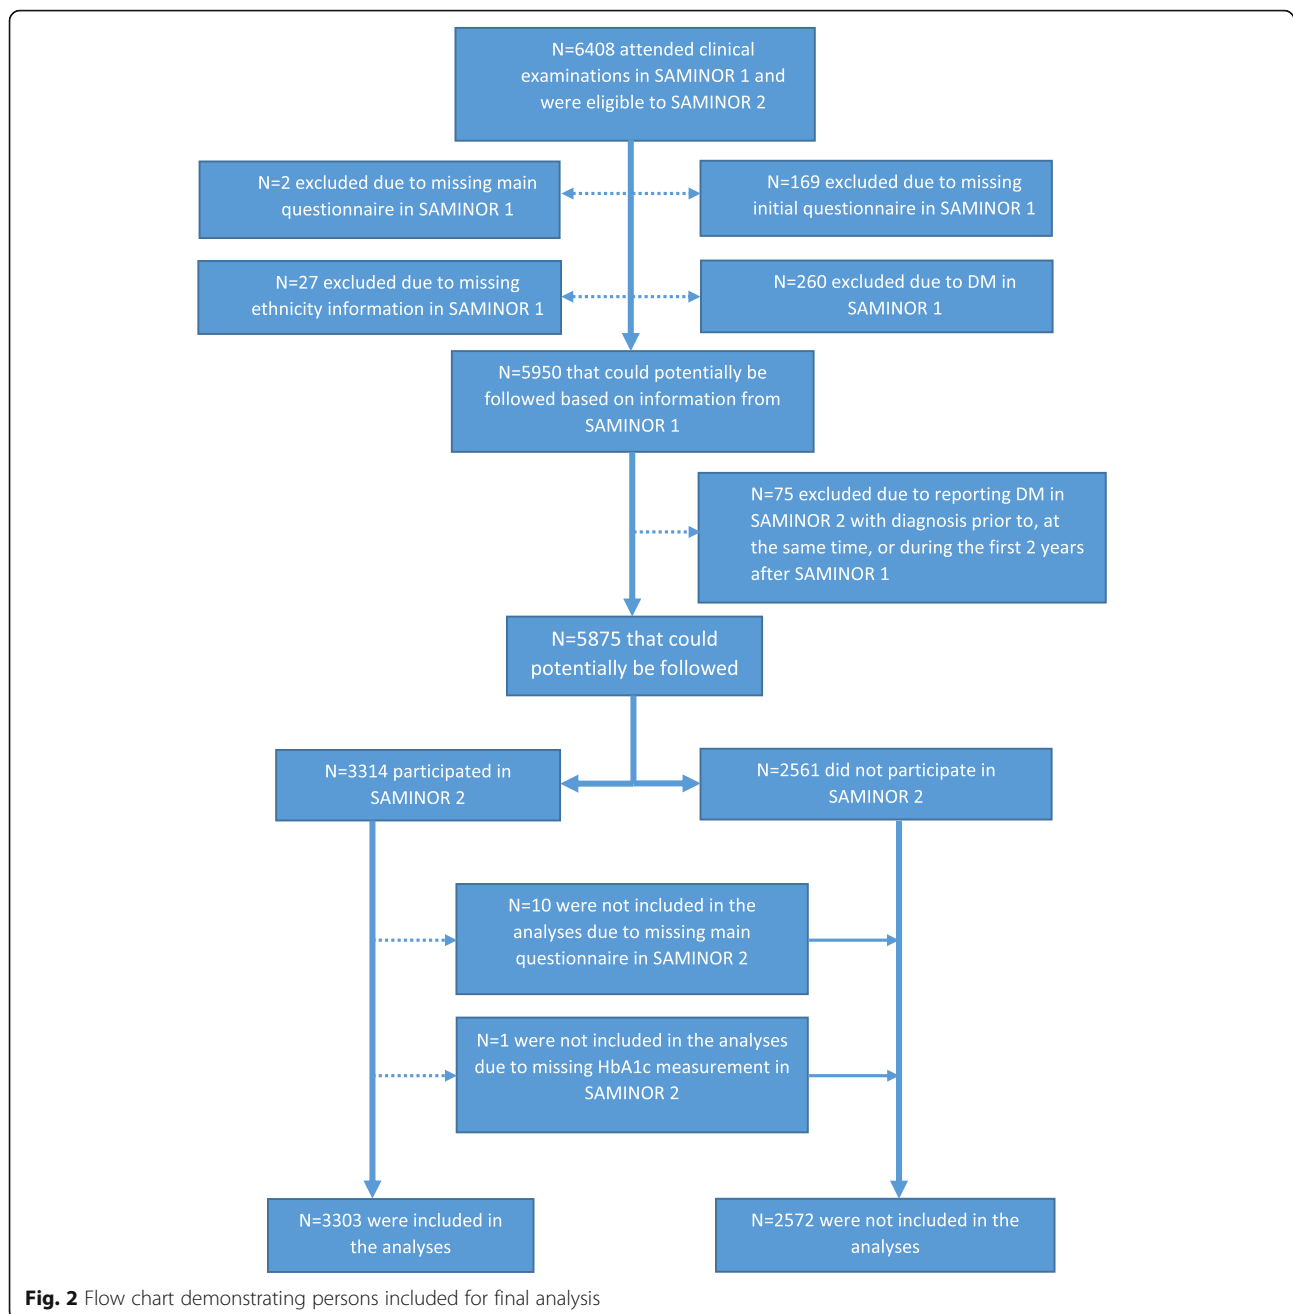 N=6408 attended clinical
examinations in SAMINOR 1 and
were eligible to SAMINOR 2
N=2 excluded due to missing main
questionnaire in SAMINOR 1
N=169 excluded due to missing
initial questionnaire in SAMINOR 1
N=27 excluded due to missing
ethnicity information in SAMINOR 1
N=260 excluded due to DM in
SAMINOR 1
N=5950 that could potentially be
followed based on information from
SAMINOR 1
N=75 excluded due to reporting DM in
SAMINOR 2 with diagnosis prior to, at
the same time, or during the first 2 years
after SAMINOR 1
N=5875 that could
potentially be followed
N=3314 participated in
SAMINOR 2
N=2561 did not participate in
SAMINOR 2
N=10 were not included in the
analyses due to missing main
questionnaire in SAMINOR 2
N=1 were not included in the analyses
due to missing HbA1c measurement in
SAMINOR 2
N=3303 were included in
the analyses
N=2572 were not included in the
analyses
Fig. 2 Flow chart demonstrating persons included for final analysis